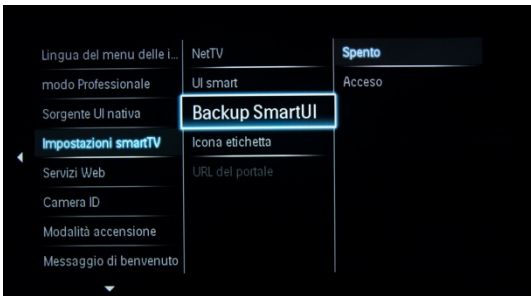 Lingua del menu delle i...
modo Professionale
Sorgente UI nativa
Impostazioni smartTV
Servizi Web
Camera ID
Modalità accensione
Messaggio di benvenuto
NetTV
UI smart
Backup SmartUI
Icona etichetta
URL del portale
Spento
Acceso